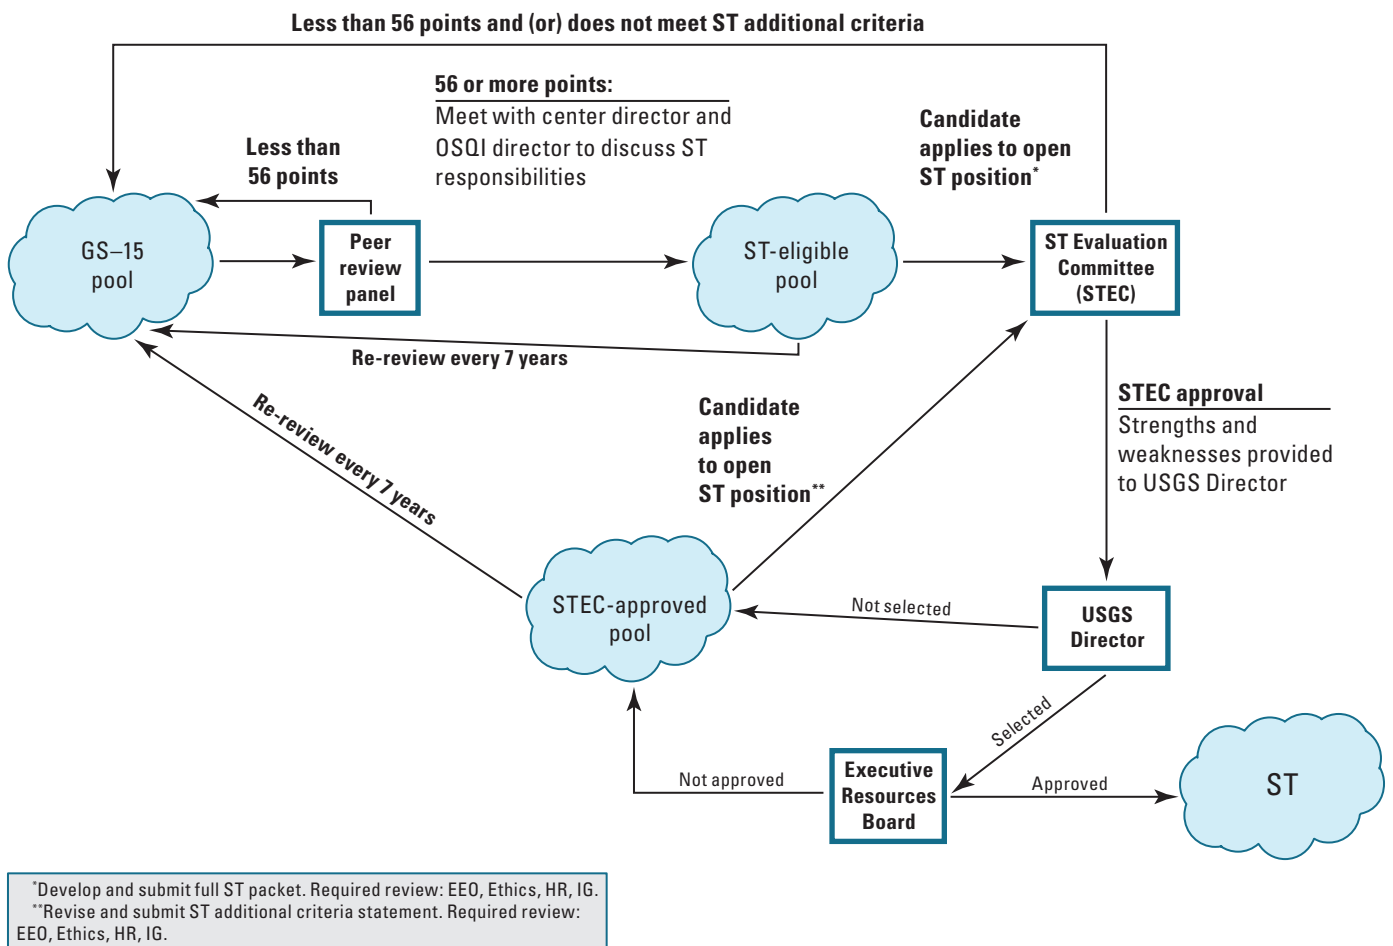 Less than 56 points and (or) does not meet ST additional criteria
56 or more points:
Meet with center director and
OSQI director to discuss ST
responsibilities
Less than
56 points
Candidate
applies to open
ST position*
GS–15
pool
Peer
review
panel
ST-eligible
pool
ST Evaluation
Committee
(STEC)
Re-review every 7 years
Re-review every 7 years
Candidate
applies
to open
ST position**
STEC approval
Strengths and
weaknesses provided
to USGS Director
STEC-approved
pool
Not selected
USGS
Director
Selected
Not approved
Executive
Resources
Board
Approved
ST
*Develop and submit full ST packet. Required review: EEO, Ethics, HR, IG.
**Revise and submit ST additional criteria statement. Required review:
EEO, Ethics, HR, IG.